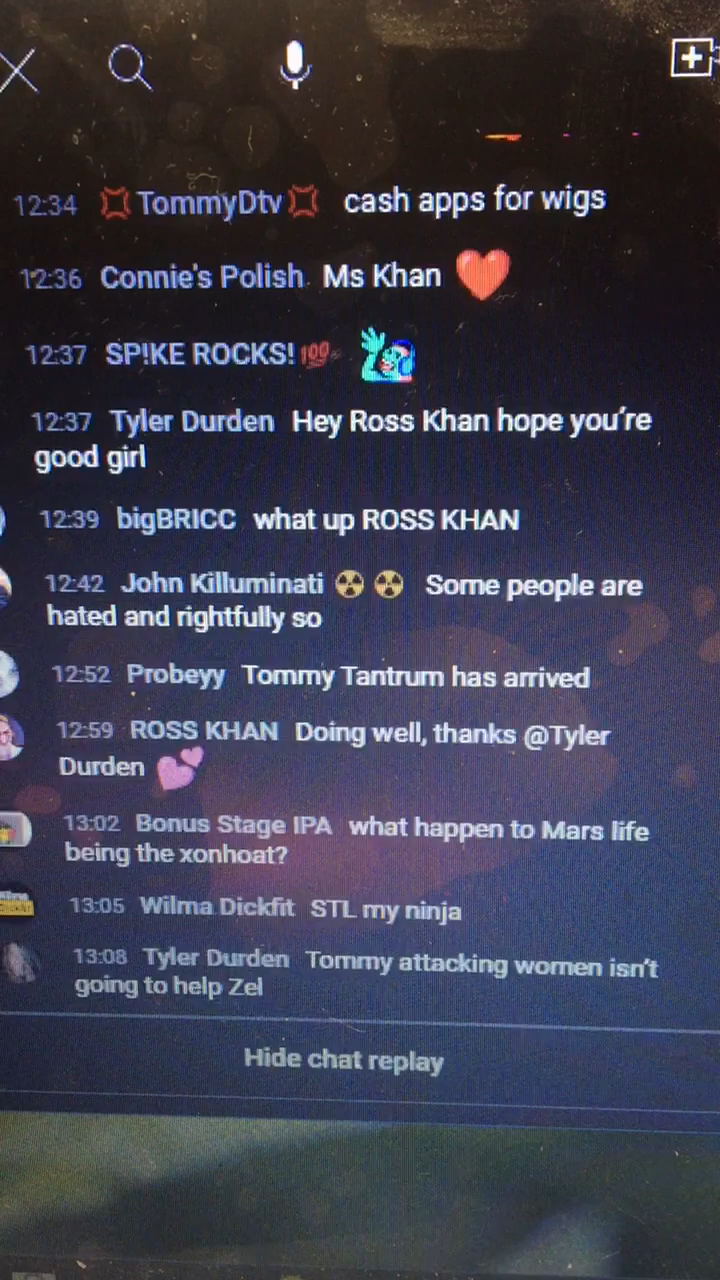 12:34 TommyDtv cash apps for wigs
12:36 Connie's Polish Ms Khan
12:37 SP!KE ROCKS!💯
12:37 Tyler Durden Hey Ross Khan hope you're
good girl
12:39 bigBRICC what up ROSS KHAN
12:42 John Killuminati ☢️ ☢️ Some people are
hated and rightfully so
12:52 Probeyy Tommy Tantrum has arrived
12:59 ROSS KHAN Doing well, thanks @Tyler
Durden 💕
13:02 Bonus Stage IPA what happen to Mars life
being the xonhoat?
13:05 Wilma Dickfit STL my ninja
13:08 Tyler Durden Tommy attacking women isn't
going to help Zel
Hide chat replay